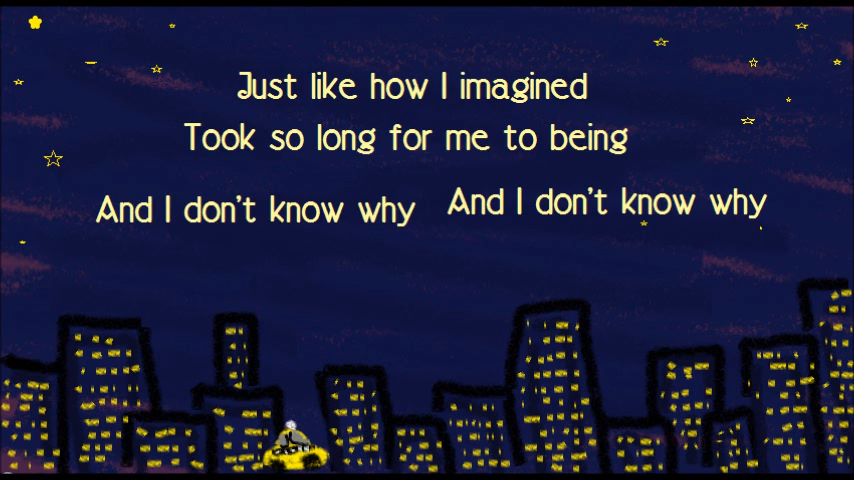 Just like how I imagined
Took so long for me to being
And I don't know why And I don't know why